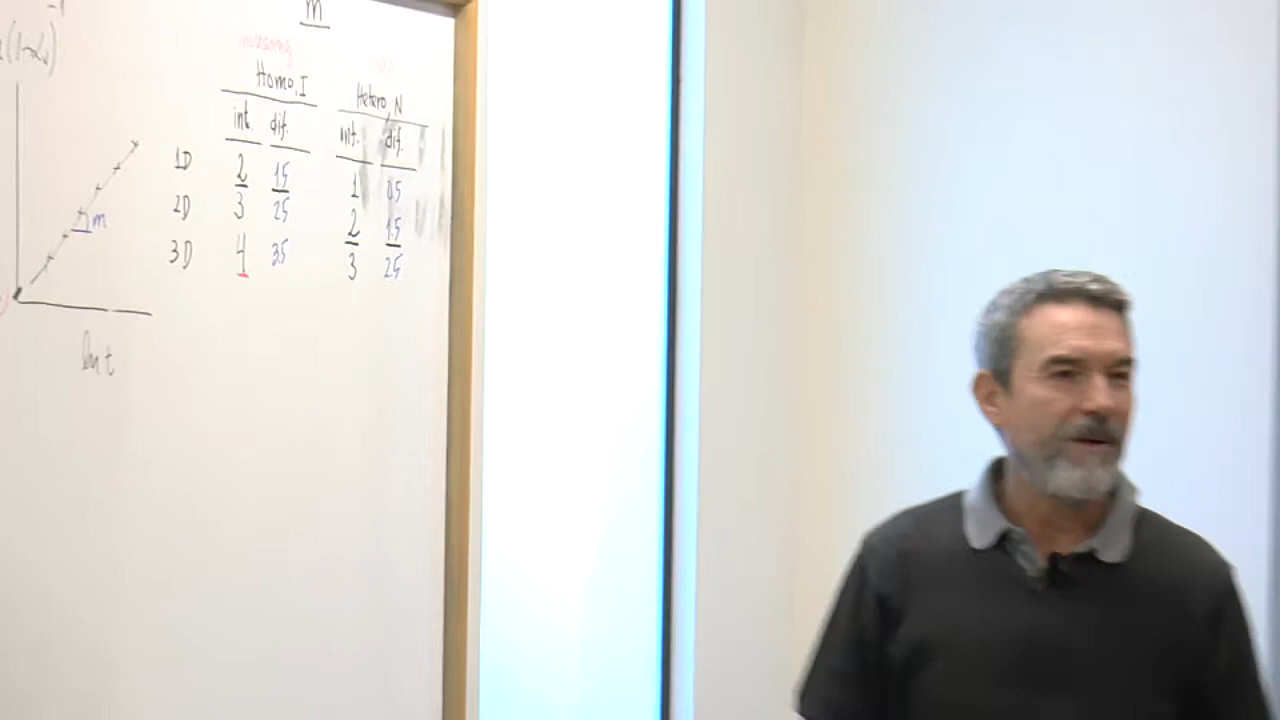 m
Homo, I
Hetero, N
int. dif.
int. dif.
1D 2 1.5 1 0.5
2D 3 2.5 2 1.5
3D 4 3.5 3 2.5
m
ln t